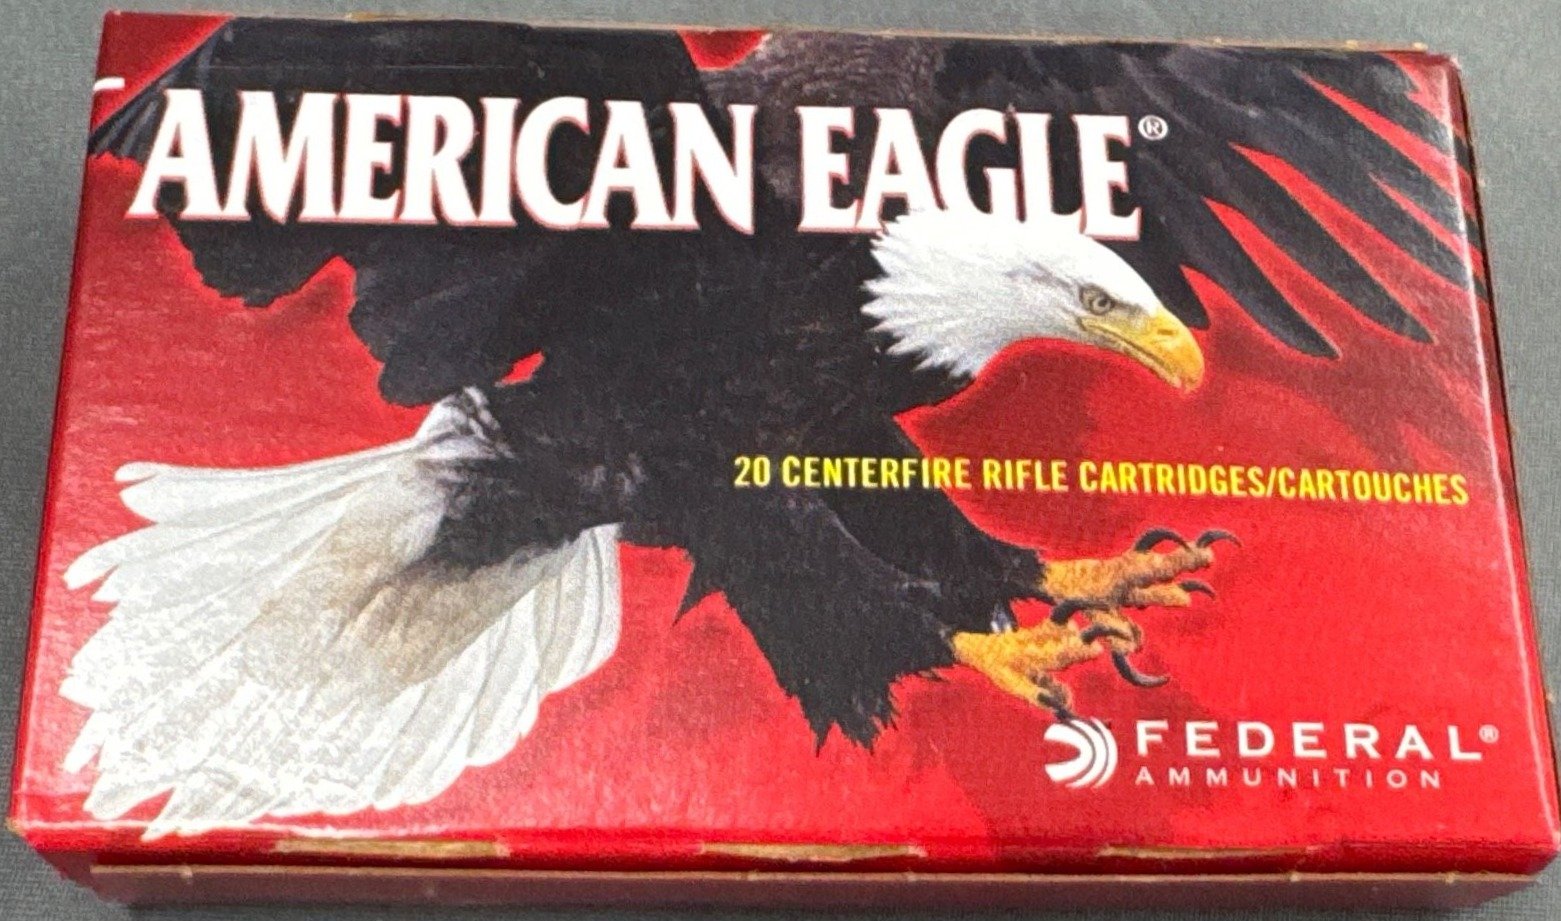 AMERICAN EAGLE®
20 CENTERFIRE RIFLE CARTRIDGES/CARTOUCHES
FEDERAL®
AMMUNITION